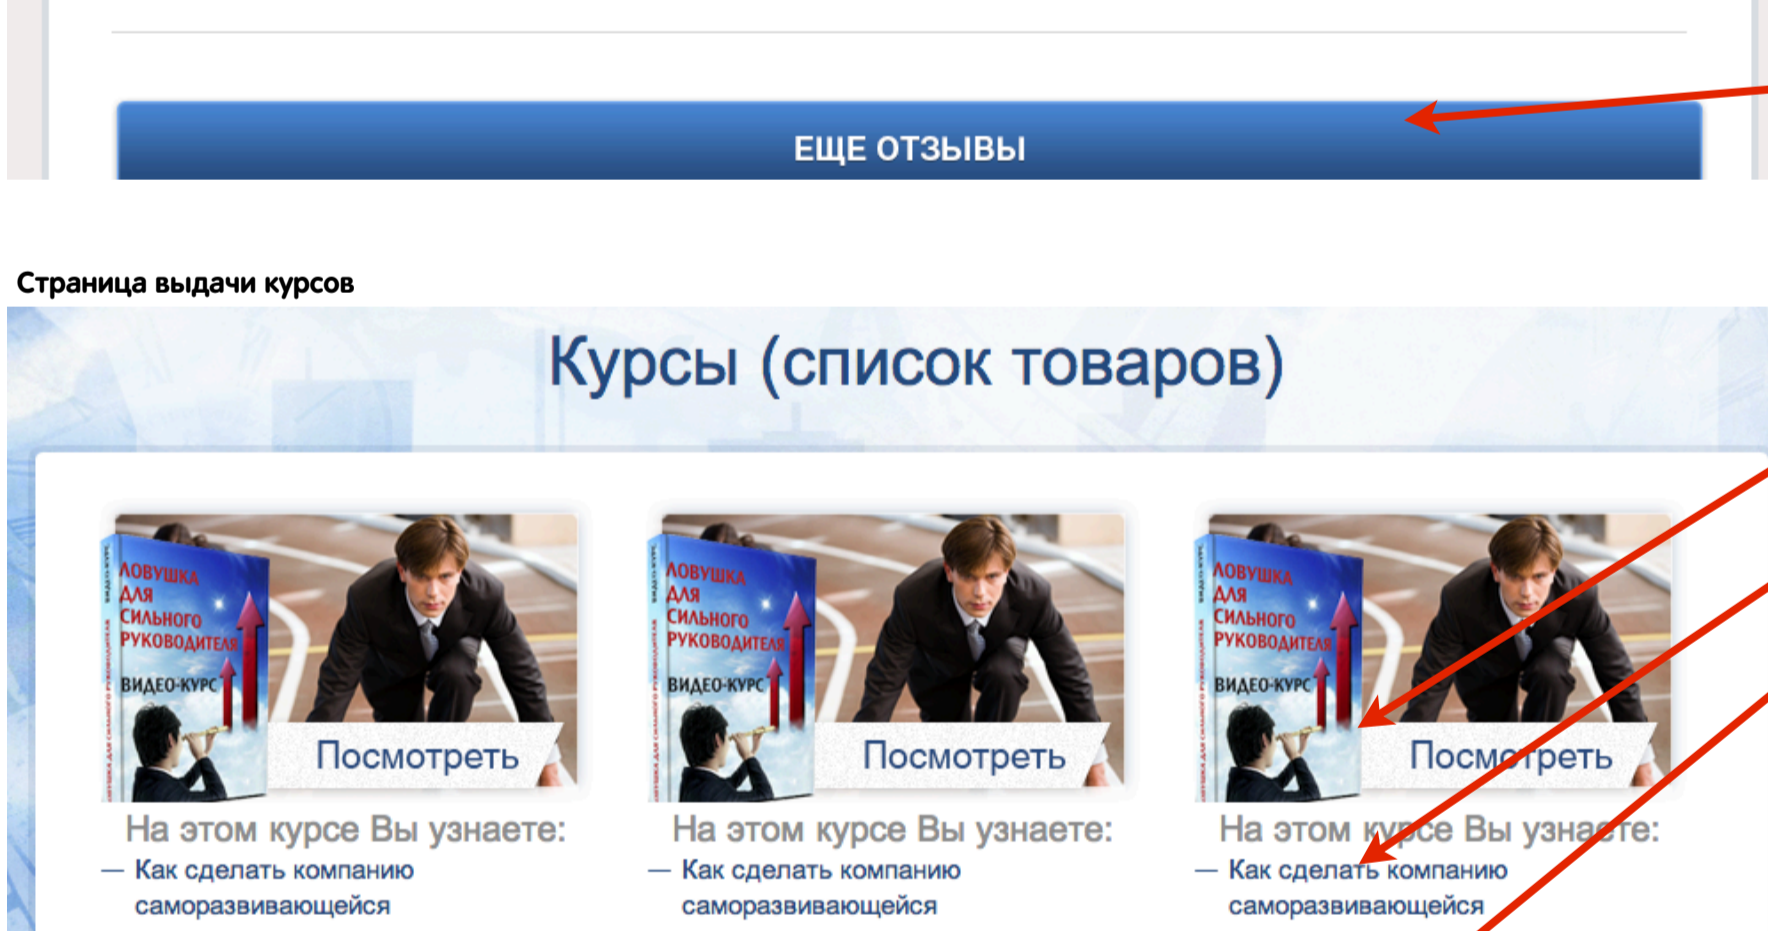 ЕЩЕ ОТЗЫВЫ
Страница выдачи курсов
Курсы (список товаров)
ЛОВУШКА
ДЛЯ
СИЛЬНОГО
РУКОВОДИТЕЛЯ
ВИДЕО-КУРС
Посмотреть
На этом курсе Вы узнаете:
— Как сделать компанию
саморазвивающейся
ЛОВУШКА
ДЛЯ
СИЛЬНОГО
РУКОВОДИТЕЛЯ
ВИДЕО-КУРС
Посмотреть
На этом курсе Вы узнаете:
— Как сделать компанию
саморазвивающейся
ЛОВУШКА
ДЛЯ
СИЛЬНОГО
РУКОВОДИТЕЛЯ
ВИДЕО-КУРС
Посмотреть
На этом курсе Вы узнаете:
— Как сделать компанию
саморазвивающейся